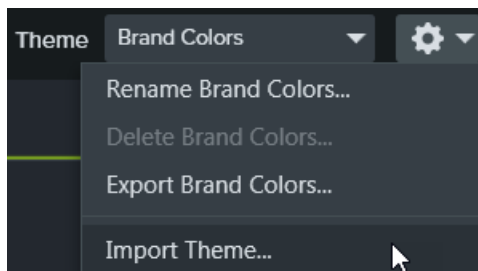 Theme Brand Colors
Rename Brand Colors...
Delete Brand Colors...
Export Brand Colors...
Import Theme...